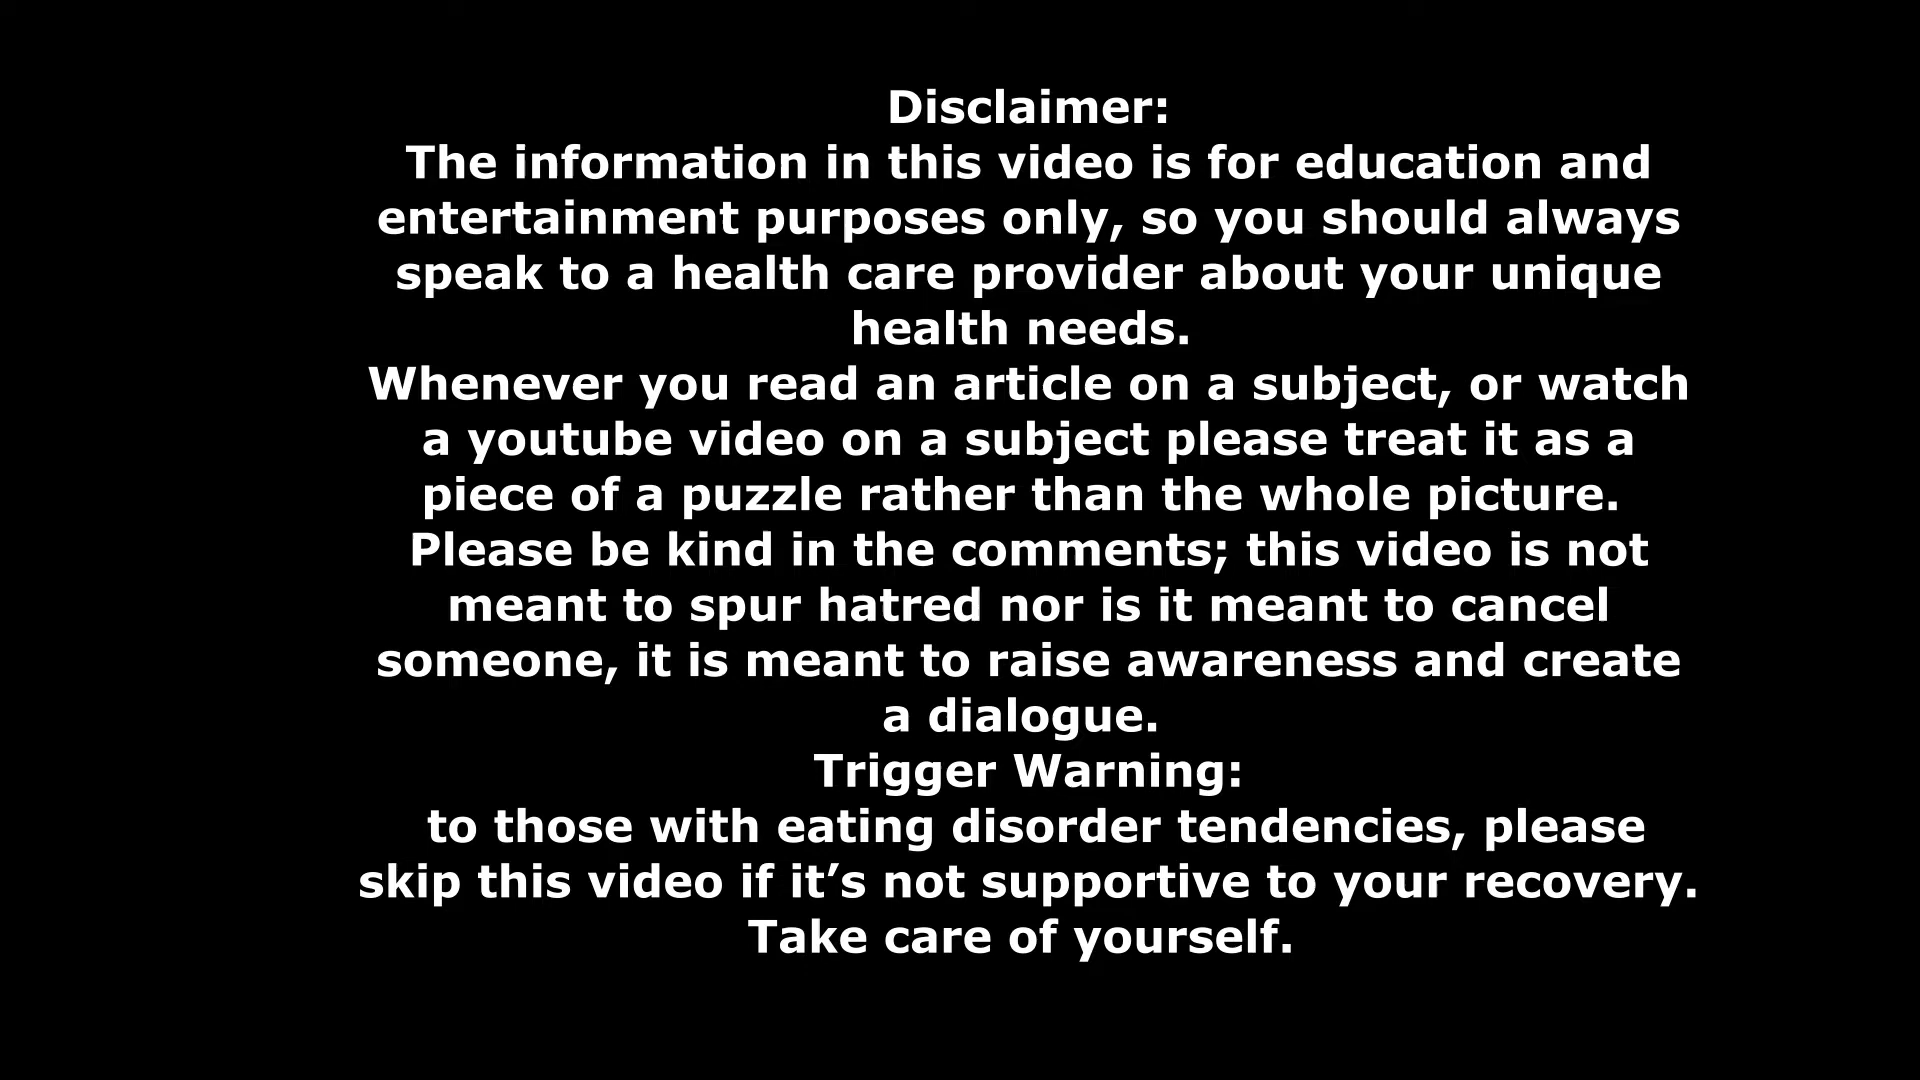 Disclaimer:
The information in this video is for education and
entertainment purposes only, so you should always
speak to a health care provider about your unique
health needs.
Whenever you read an article on a subject, or watch
a youtube video on a subject please treat it as a
piece of a puzzle rather than the whole picture.
Please be kind in the comments; this video is not
meant to spur hatred nor is it meant to cancel
someone, it is meant to raise awareness and create
a dialogue.
Trigger Warning:
to those with eating disorder tendencies, please
skip this video if it’s not supportive to your recovery.
Take care of yourself.